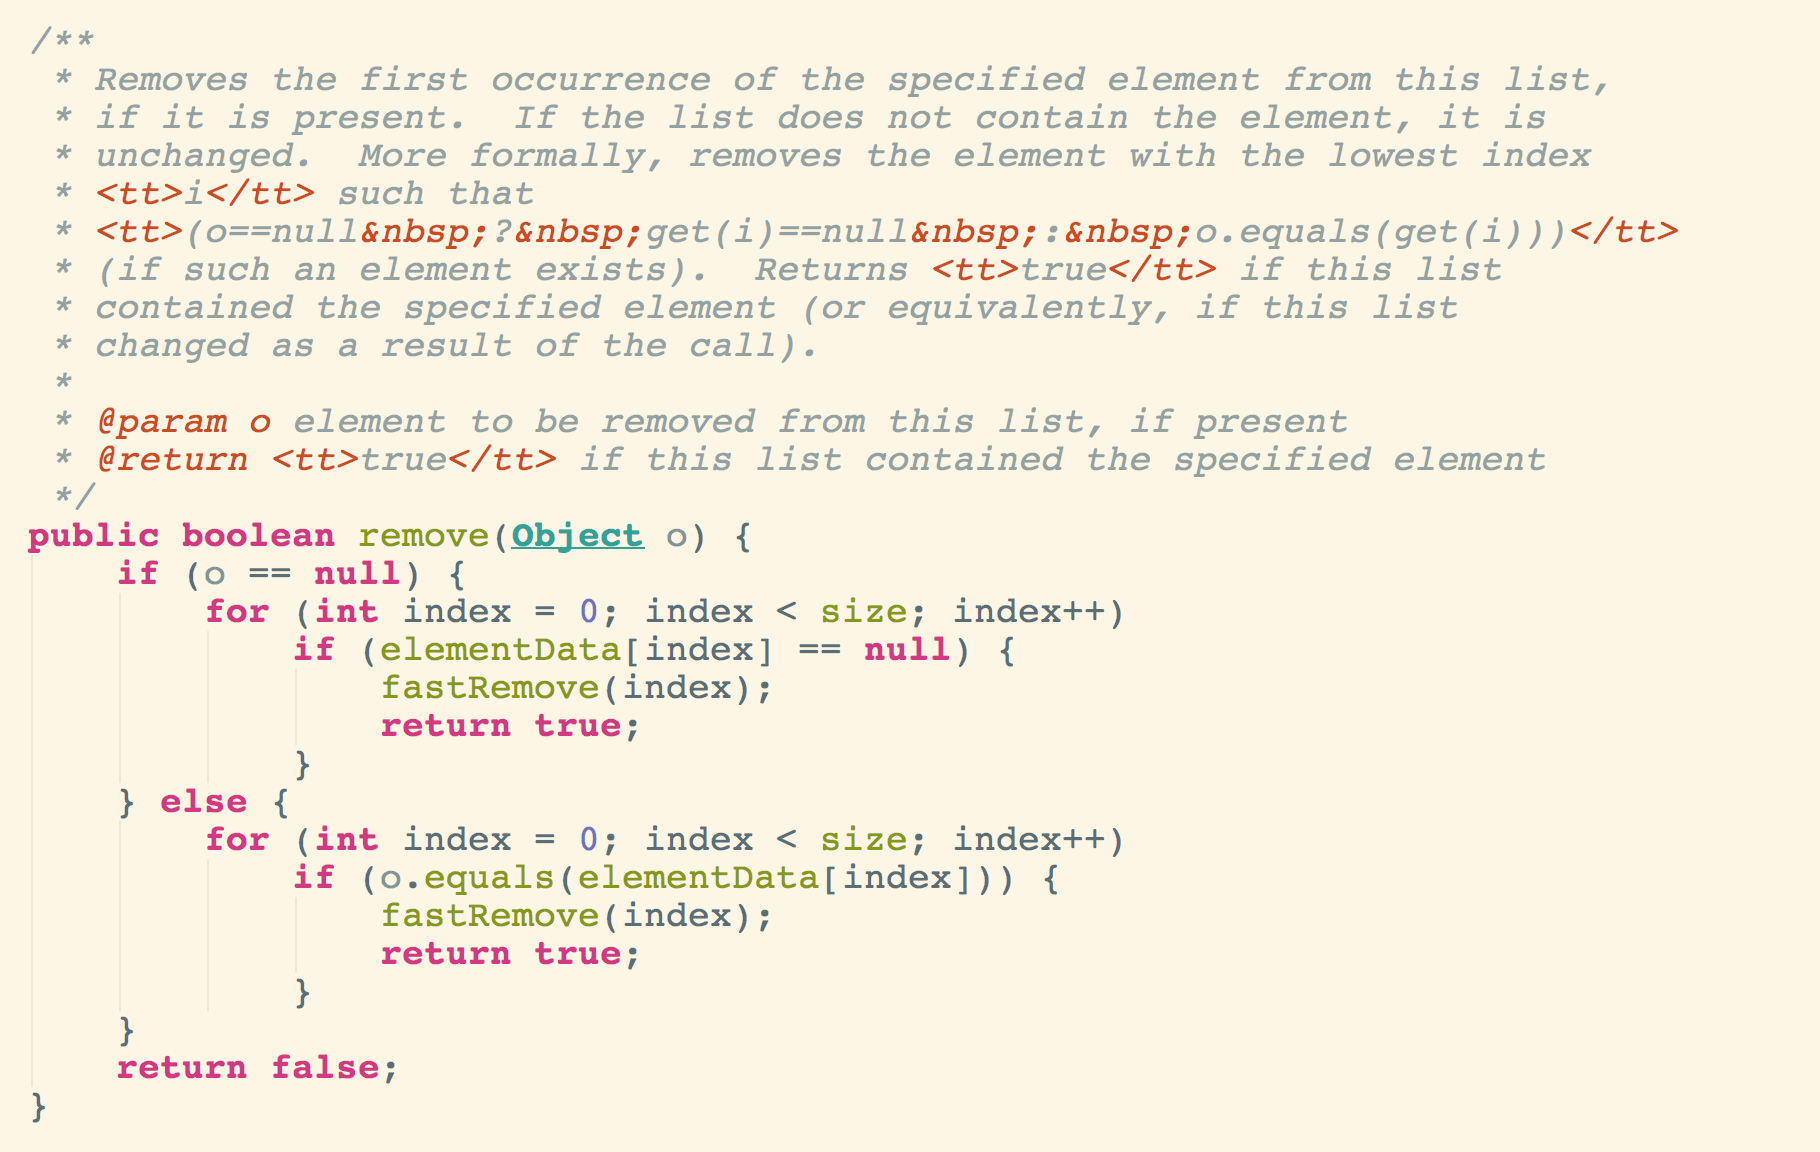 /**
 * Removes the first occurrence of the specified element from this list,
 * if it is present.  If the list does not contain the element, it is
 * unchanged.  More formally, removes the element with the lowest index
 * <tt>i</tt> such that
 * <tt>(o==null&nbsp;?&nbsp;get(i)==null&nbsp;:&nbsp;o.equals(get(i)))</tt>
 * (if such an element exists).  Returns <tt>true</tt> if this list
 * contained the specified element (or equivalently, if this list
 * changed as a result of the call).
 *
 * @param o element to be removed from this list, if present
 * @return <tt>true</tt> if this list contained the specified element
 */
public boolean remove(Object o) {
    if (o == null) {
        for (int index = 0; index < size; index++)
            if (elementData[index] == null) {
                fastRemove(index);
                return true;
            }
    } else {
        for (int index = 0; index < size; index++)
            if (o.equals(elementData[index])) {
                fastRemove(index);
                return true;
            }
    }
    return false;
}